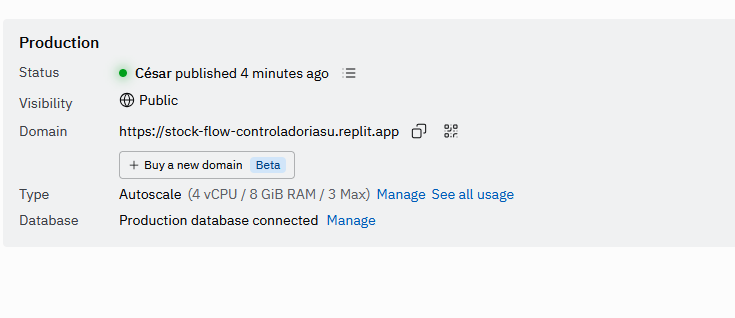 Production
Status César published 4 minutes ago
Visibility Public
Domain https://stock-flow-controladoriasu.replit.app
+ Buy a new domain Beta
Type Autoscale (4 vCPU / 8 GiB RAM / 3 Max) Manage See all usage
Database Production database connected Manage